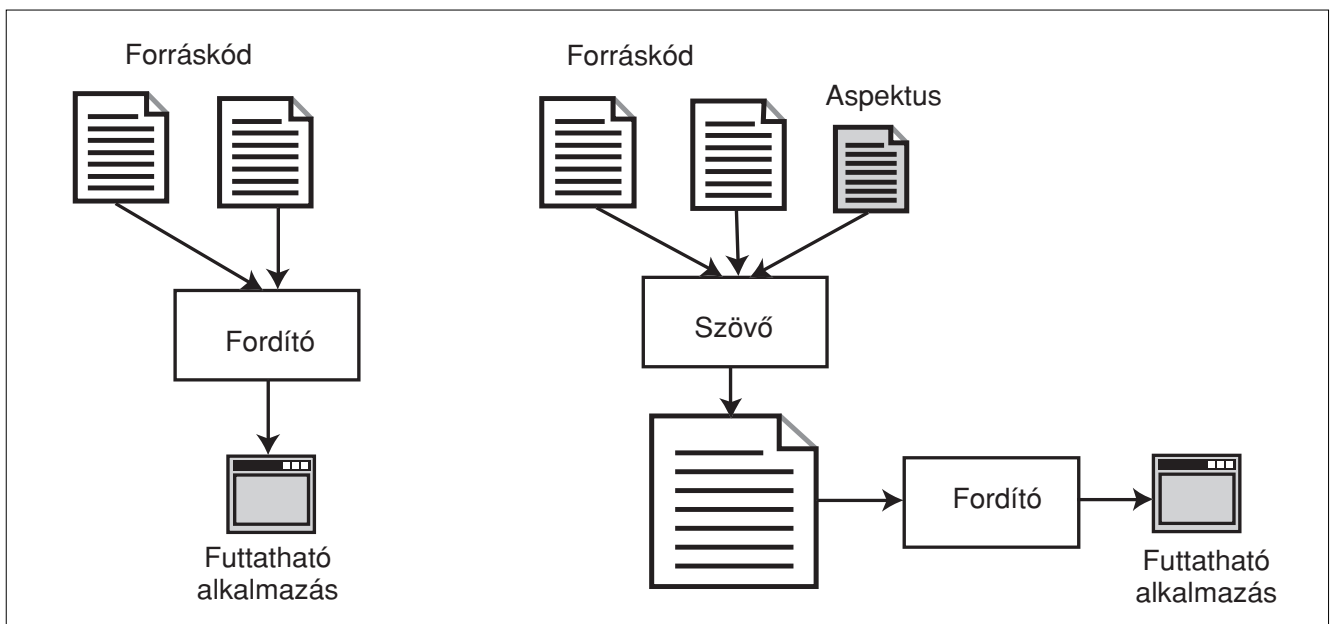 Forráskód
Fordító
Futtatható
alkalmazás
Forráskód
Aspektus
Szövő
Fordító
Futtatható
alkalmazás